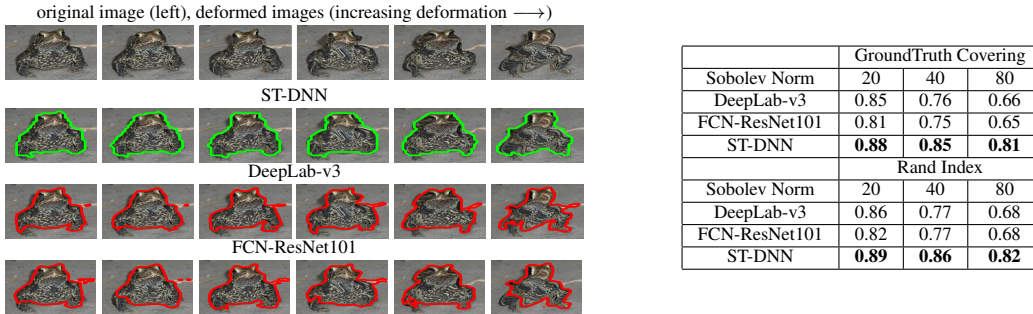 original image (left), deformed images (increasing deformation ⟶)
ST-DNN
DeepLab-v3
FCN-ResNet101
GroundTruth Covering
Sobolev Norm 20 40 80
DeepLab-v3 0.85 0.76 0.66
FCN-ResNet101 0.81 0.75 0.65
ST-DNN 0.88 0.85 0.81
Rand Index
Sobolev Norm 20 40 80
DeepLab-v3 0.86 0.77 0.68
FCN-ResNet101 0.82 0.77 0.68
ST-DNN 0.89 0.86 0.82